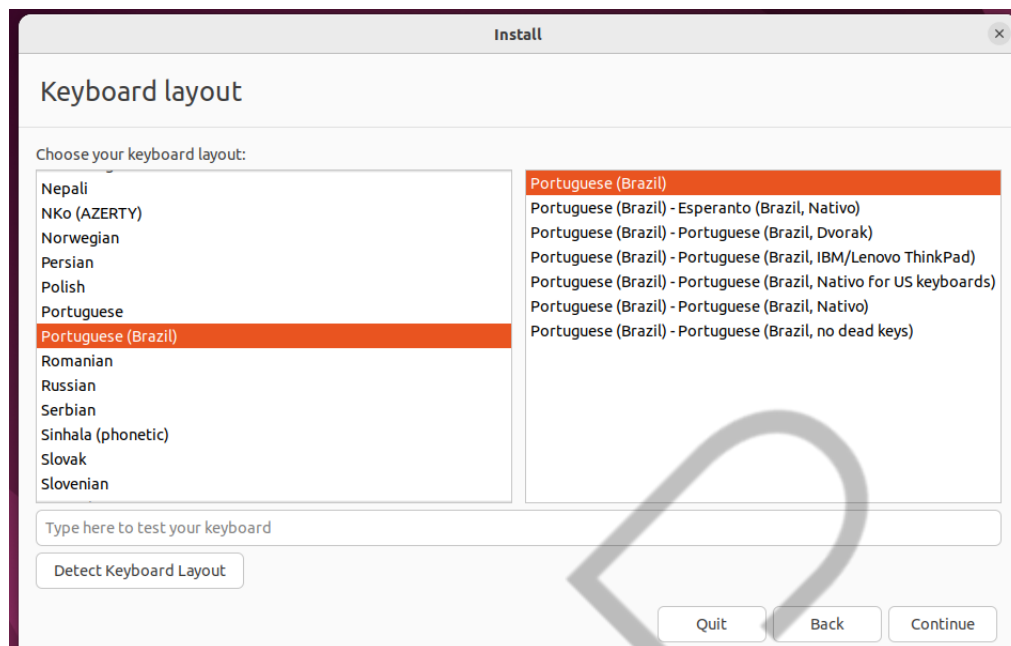 Install
Keyboard layout
Choose your keyboard layout:
Nepali
NKo (AZERTY)
Norwegian
Persian
Polish
Portuguese
Portuguese (Brazil)
Romanian
Russian
Serbian
Sinhala (phonetic)
Slovak
Slovenian
Portuguese (Brazil)
Portuguese (Brazil) - Esperanto (Brazil, Nativo)
Portuguese (Brazil) - Portuguese (Brazil, Dvorak)
Portuguese (Brazil) - Portuguese (Brazil, IBM/Lenovo ThinkPad)
Portuguese (Brazil) - Portuguese (Brazil, Nativo for US keyboards)
Portuguese (Brazil) - Portuguese (Brazil, Nativo)
Portuguese (Brazil) - Portuguese (Brazil, no dead keys)
Type here to test your keyboard
Detect Keyboard Layout
Quit
Back
Continue